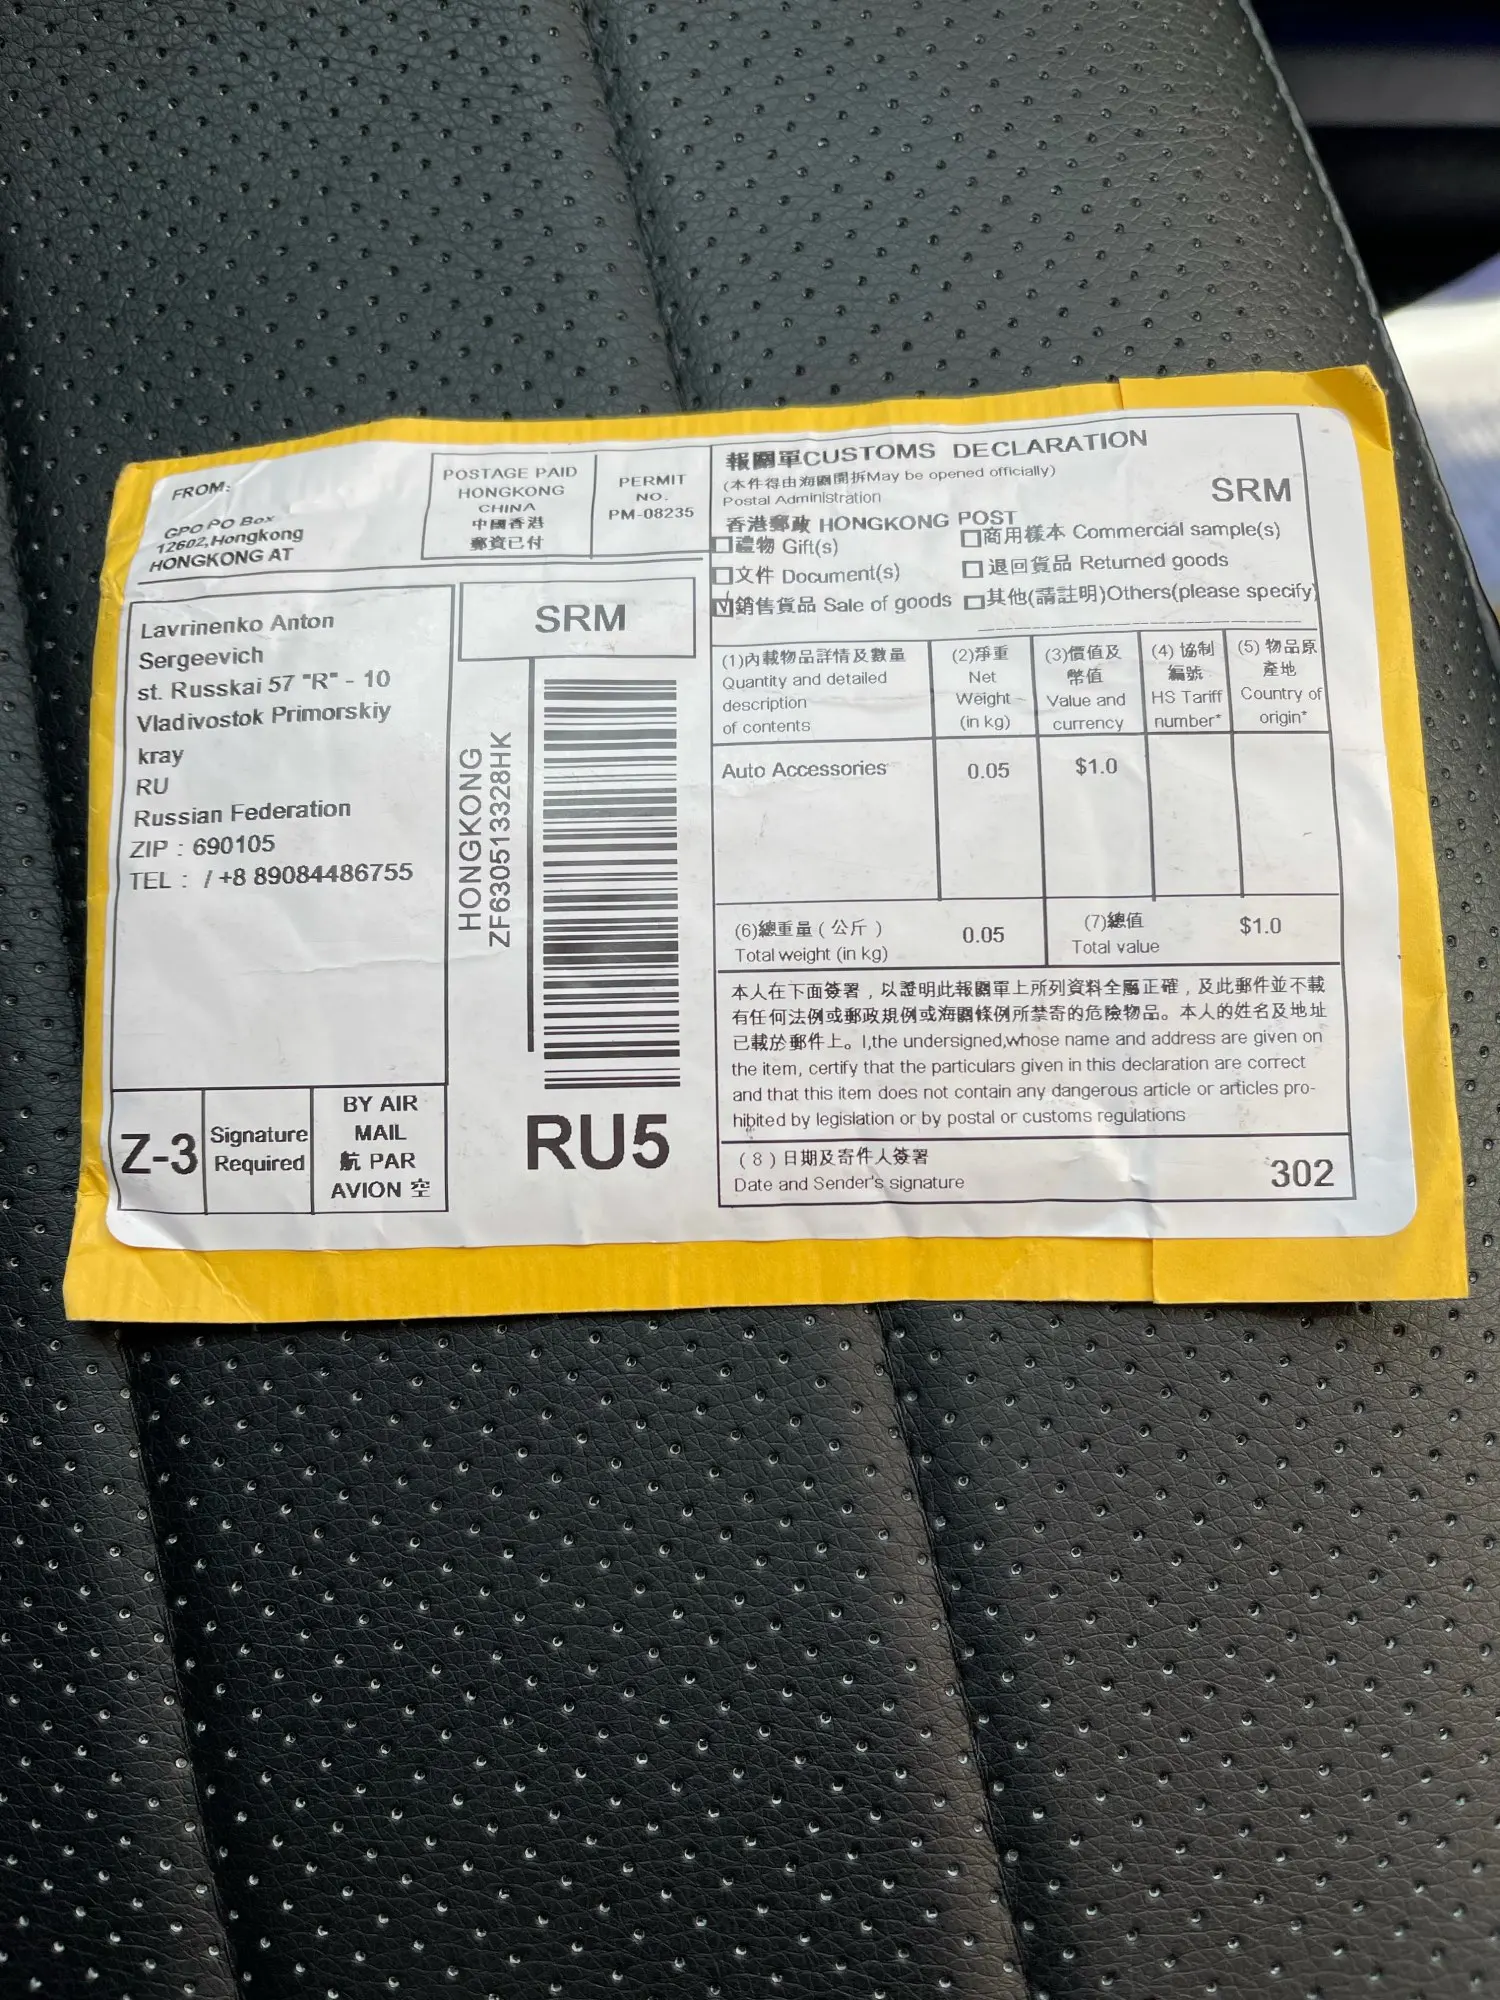 FROM:
GPO PO Box
12602,Hongkong
HONGKONG AT
POSTAGE PAID
HONGKONG
CHINA
中國香港
郵資已付
PERMIT
NO.
PM-08235
Lavrinenko Anton
Sergeevich
st. Russkai 57 "R" - 10
Vladivostok Primorskiy
kray
RU
Russian Federation
ZIP : 690105
TEL : / +8 89084486755
Z-3
Signature
Required
BY AIR
MAIL
航 PAR
AVION 空
SRM
HONGKONG
ZF630513328HK
RU5
報關單CUSTOMS DECLARATION
(本件得由海關開拆May be opened officially)
Postal Administration
SRM
香港郵政 HONGKONG POST
禮物 Gift(s)
商用樣本 Commercial sample(s)
文件 Document(s)
退回貨品 Returned goods
銷售貨品 Sale of goods
其他(請註明)Others(please specify)
(1)內載物品詳情及數量
Quantity and detailed
description
of contents
(2)淨重
Net
Weight
(in kg)
(3)價值及
幣值
Value and
currency
(4) 協制
編號
HS Tariff
number*
(5) 物品原
產地
Country of
origin*
Auto Accessories 0.05 $1.0
(6)總重量 ( 公斤 )
Total weight (in kg)
0.05
(7)總值
Total value
$1.0
本人在下面簽署，以證明此報關單上所列資料全屬正確，及此郵件並不載
有任何法例或郵政規例或海關條例所禁寄的危險物品。本人的姓名及地址
已載於郵件上。I,the undersigned,whose name and address are given on
the item, certify that the particulars given in this declaration are correct
and that this item does not contain any dangerous article or articles pro-
hibited by legislation or by postal or customs regulations
( 8 ) 日期及寄件人簽署
Date and Sender's signature
302